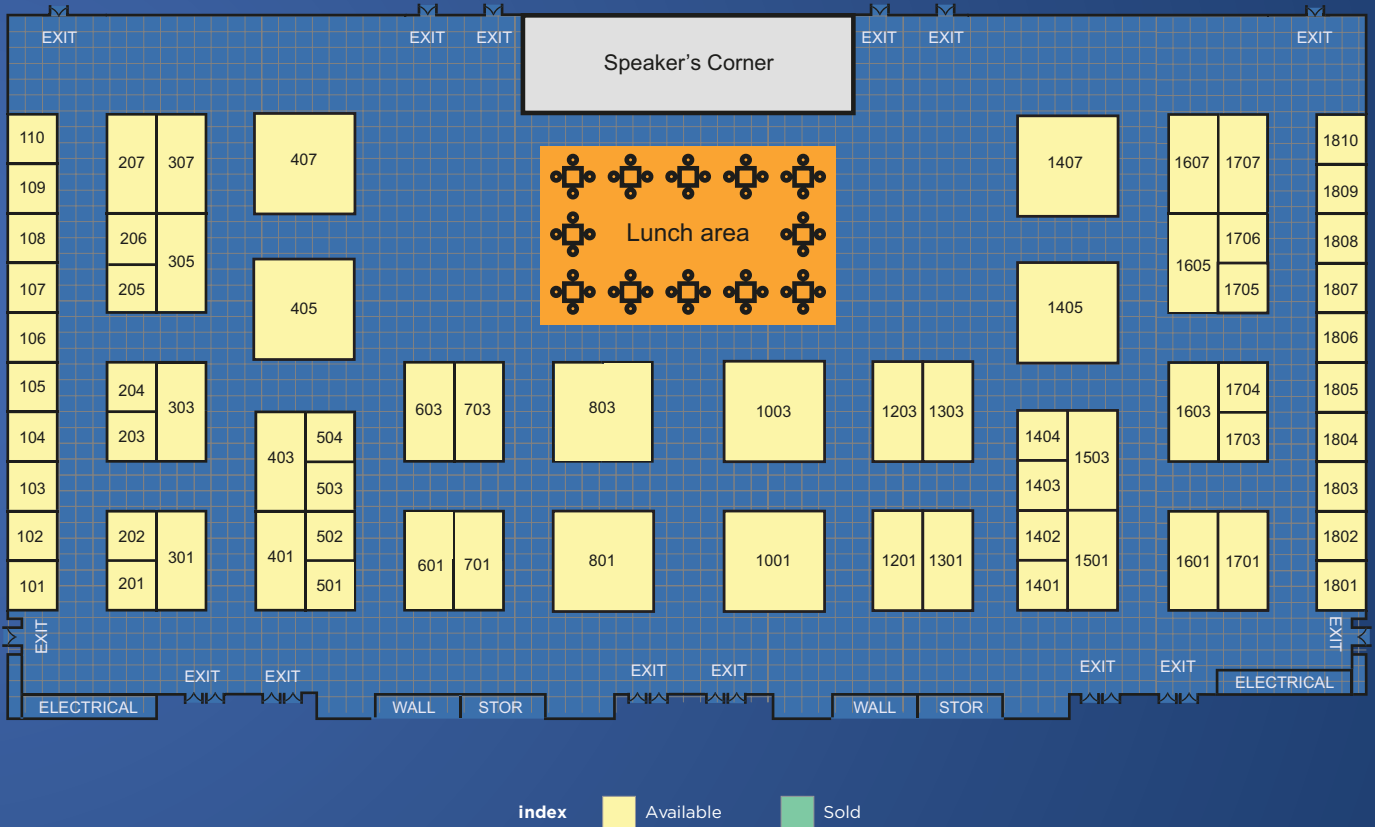 EXIT EXIT EXIT EXIT EXIT EXIT
Speaker's Corner
110 207 307 407 1407 1607 1707 1810
109 1809
108 206 305 Lunch area 1605 1706 1808
107 205 405 1405 1705 1807
106 1806
105 204 303 603 703 803 1003 1203 1303 1603 1704 1805
104 203 403 504 1404 1503 1703 1804
103 503 1403 1803
102 202 301 401 502 601 701 801 1001 1201 1301 1402 1501 1601 1701 1802
101 201 501 1401 1801
EXIT EXIT
EXIT EXIT EXIT EXIT EXIT EXIT
ELECTRICAL WALL STOR WALL STOR ELECTRICAL
index Available Sold